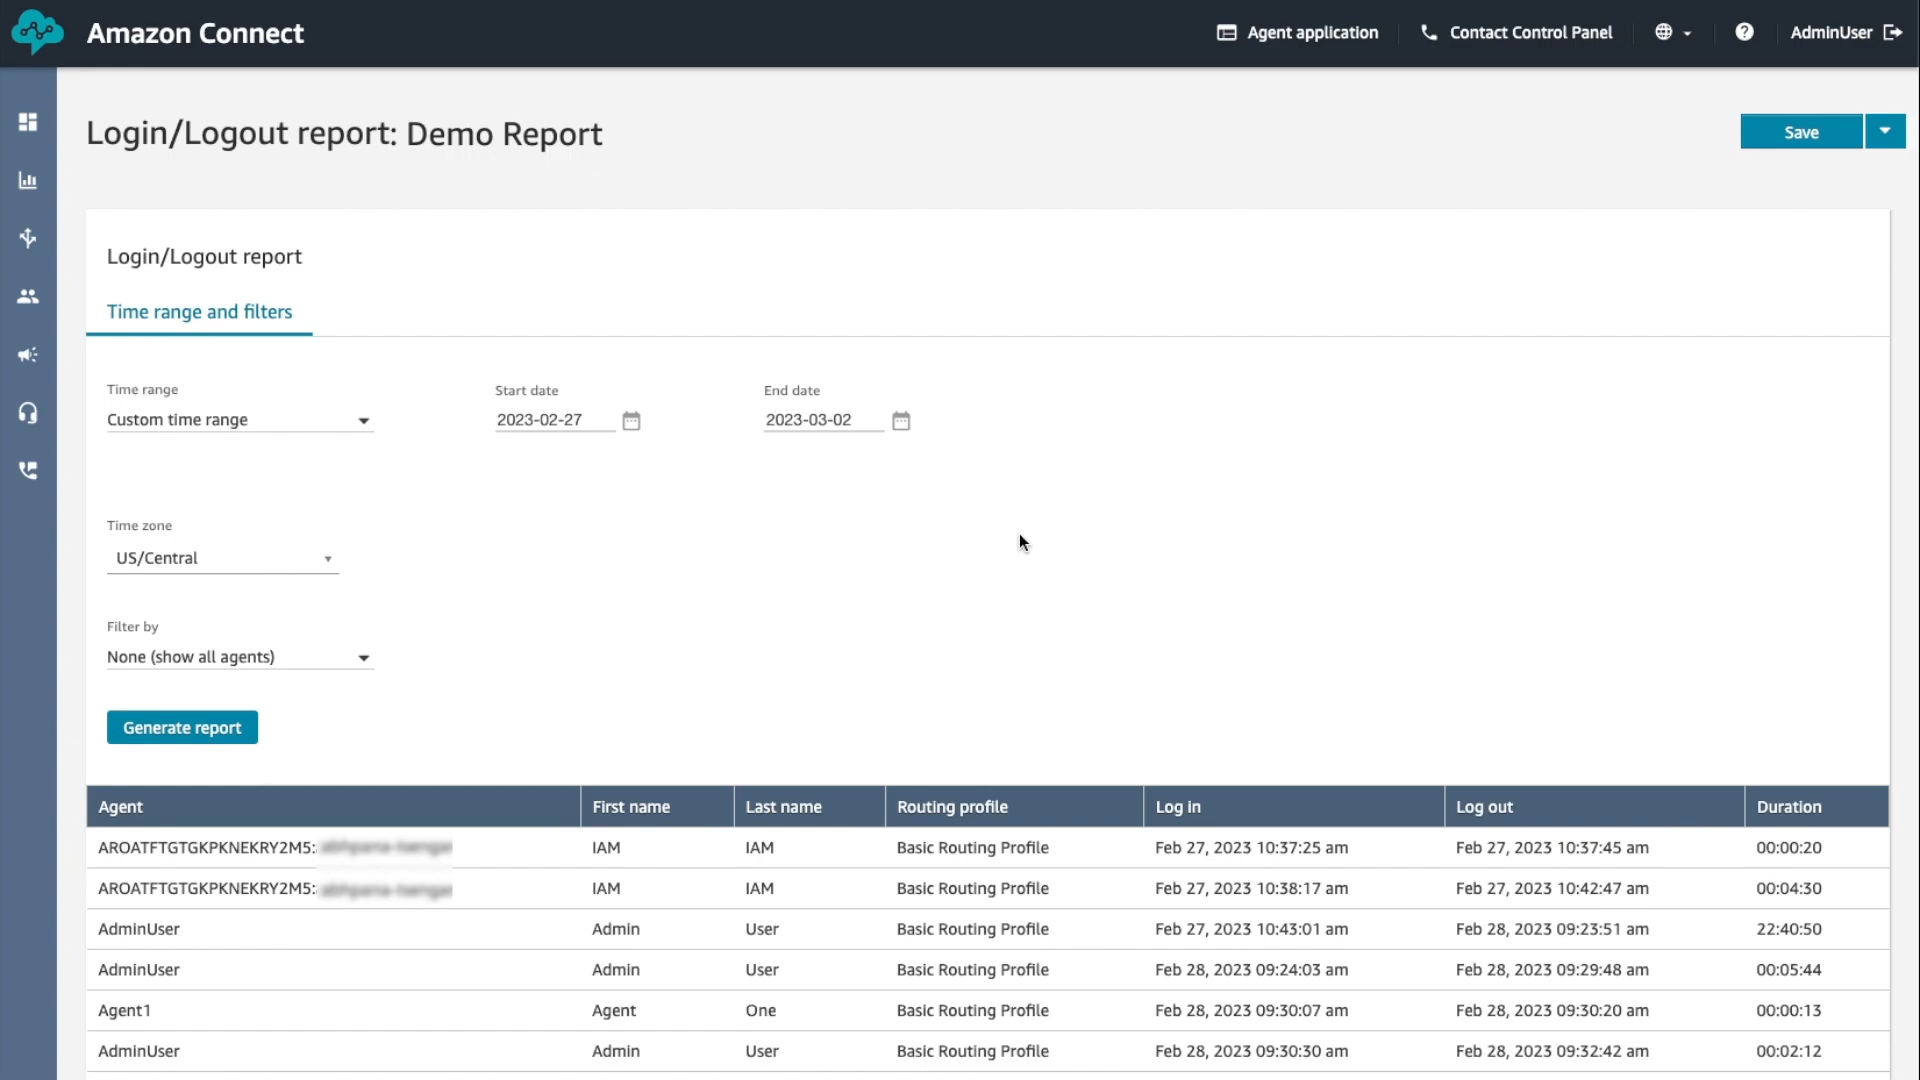 Amazon Connect
Agent application
Contact Control Panel
AdminUser
Login/Logout report: Demo Report
Save
Login/Logout report
Time range and filters
Time range
Start date
End date
Custom time range
2023-02-27
2023-03-02
Time zone
US/Central
Filter by
None (show all agents)
Generate report
Agent First name Last name Routing profile Log in Log out Duration
AROATFTGTGKPKNEKRY2M5: IAM IAM Basic Routing Profile Feb 27, 2023 10:37:25 am Feb 27, 2023 10:37:45 am 00:00:20
AROATFTGTGKPKNEKRY2M5: IAM IAM Basic Routing Profile Feb 27, 2023 10:38:17 am Feb 27, 2023 10:42:47 am 00:04:30
AdminUser Admin User Basic Routing Profile Feb 27, 2023 10:43:01 am Feb 28, 2023 09:23:51 am 22:40:50
AdminUser Admin User Basic Routing Profile Feb 28, 2023 09:24:03 am Feb 28, 2023 09:29:48 am 00:05:44
Agent1 Agent One Basic Routing Profile Feb 28, 2023 09:30:07 am Feb 28, 2023 09:30:20 am 00:00:13
AdminUser Admin User Basic Routing Profile Feb 28, 2023 09:30:30 am Feb 28, 2023 09:32:42 am 00:02:12